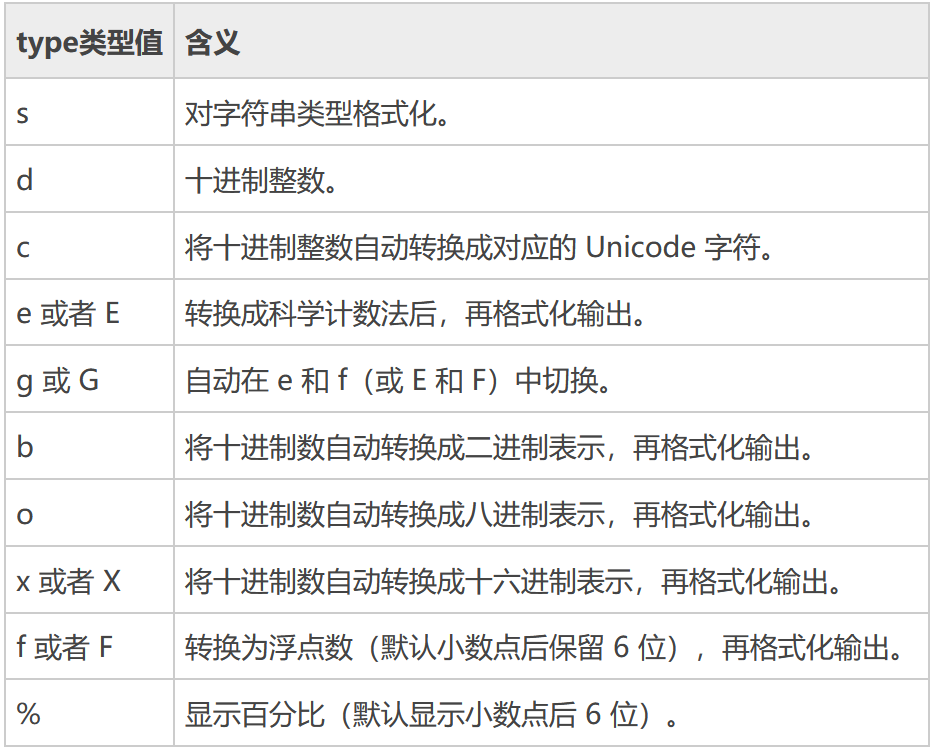 type类型值 含义
s 对字符串类型格式化。
d 十进制整数。
c 将十进制整数自动转换成对应的 Unicode 字符。
e 或者 E 转换成科学计数法后，再格式化输出。
g 或 G 自动在 e 和 f（或 E 和 F）中切换。
b 将十进制数自动转换成二进制表示，再格式化输出。
o 将十进制数自动转换成八进制表示，再格式化输出。
x 或者 X 将十进制数自动转换成十六进制表示，再格式化输出。
f 或者 F 转换为浮点数（默认小数点后保留 6 位），再格式化输出。
% 显示百分比（默认显示小数点后 6 位）。